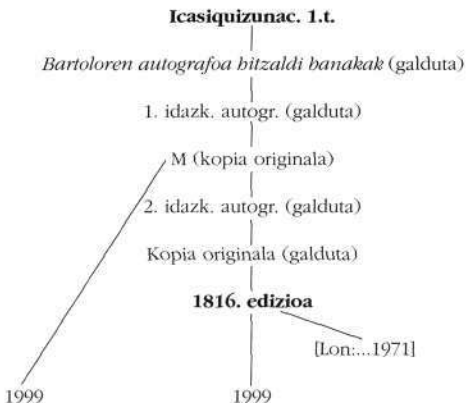 Icasiquizunac. 1.t.
Bartoloren autografoa hitzaldi banakak (galduta)
1. idazk. autogr. (galduta)
M (kopia originala)
2. idazk. autogr. (galduta)
Kopia originala (galduta)
1816. edizioa
[Lon:...1971]
1999 1999